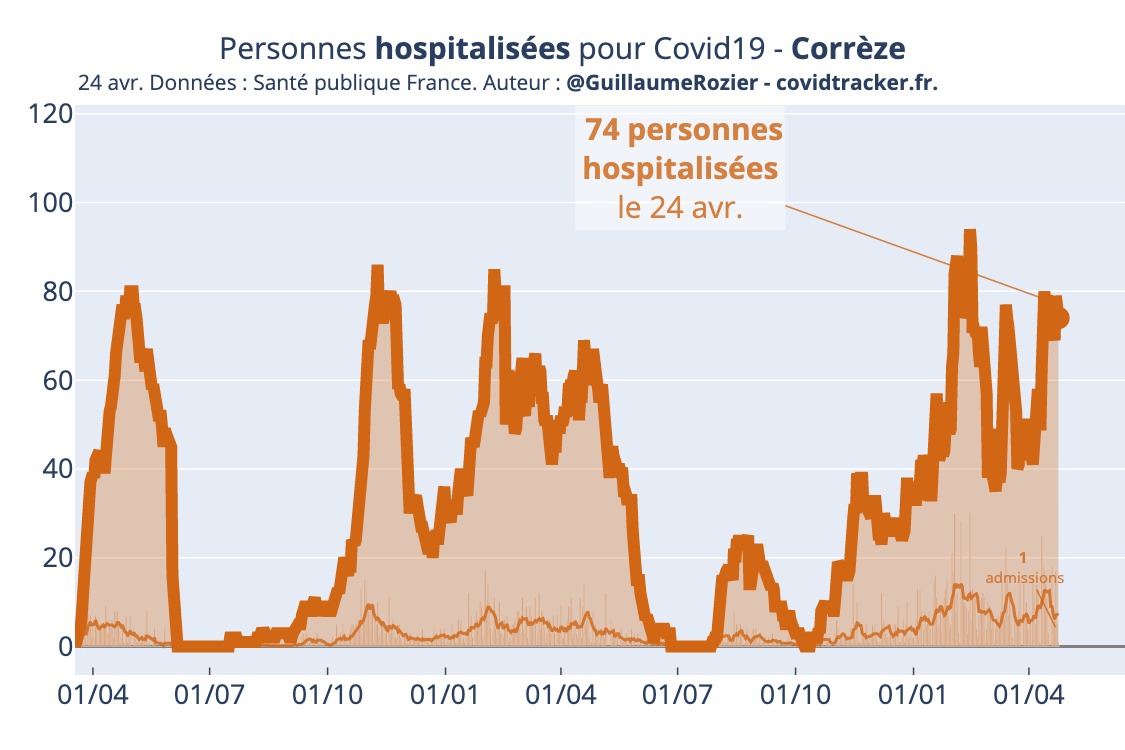 Personnes hospitalisées pour Covid19 - Corrèze
24 avr. Données : Santé publique France. Auteur : @GuillaumeRozier - covidtracker.fr.
120
74 personnes
hospitalisées
le 24 avr.
100
80
60
40
20
1
admissions
0
01/04 01/07 01/10 01/01 01/04 01/07 01/10 01/01 01/04